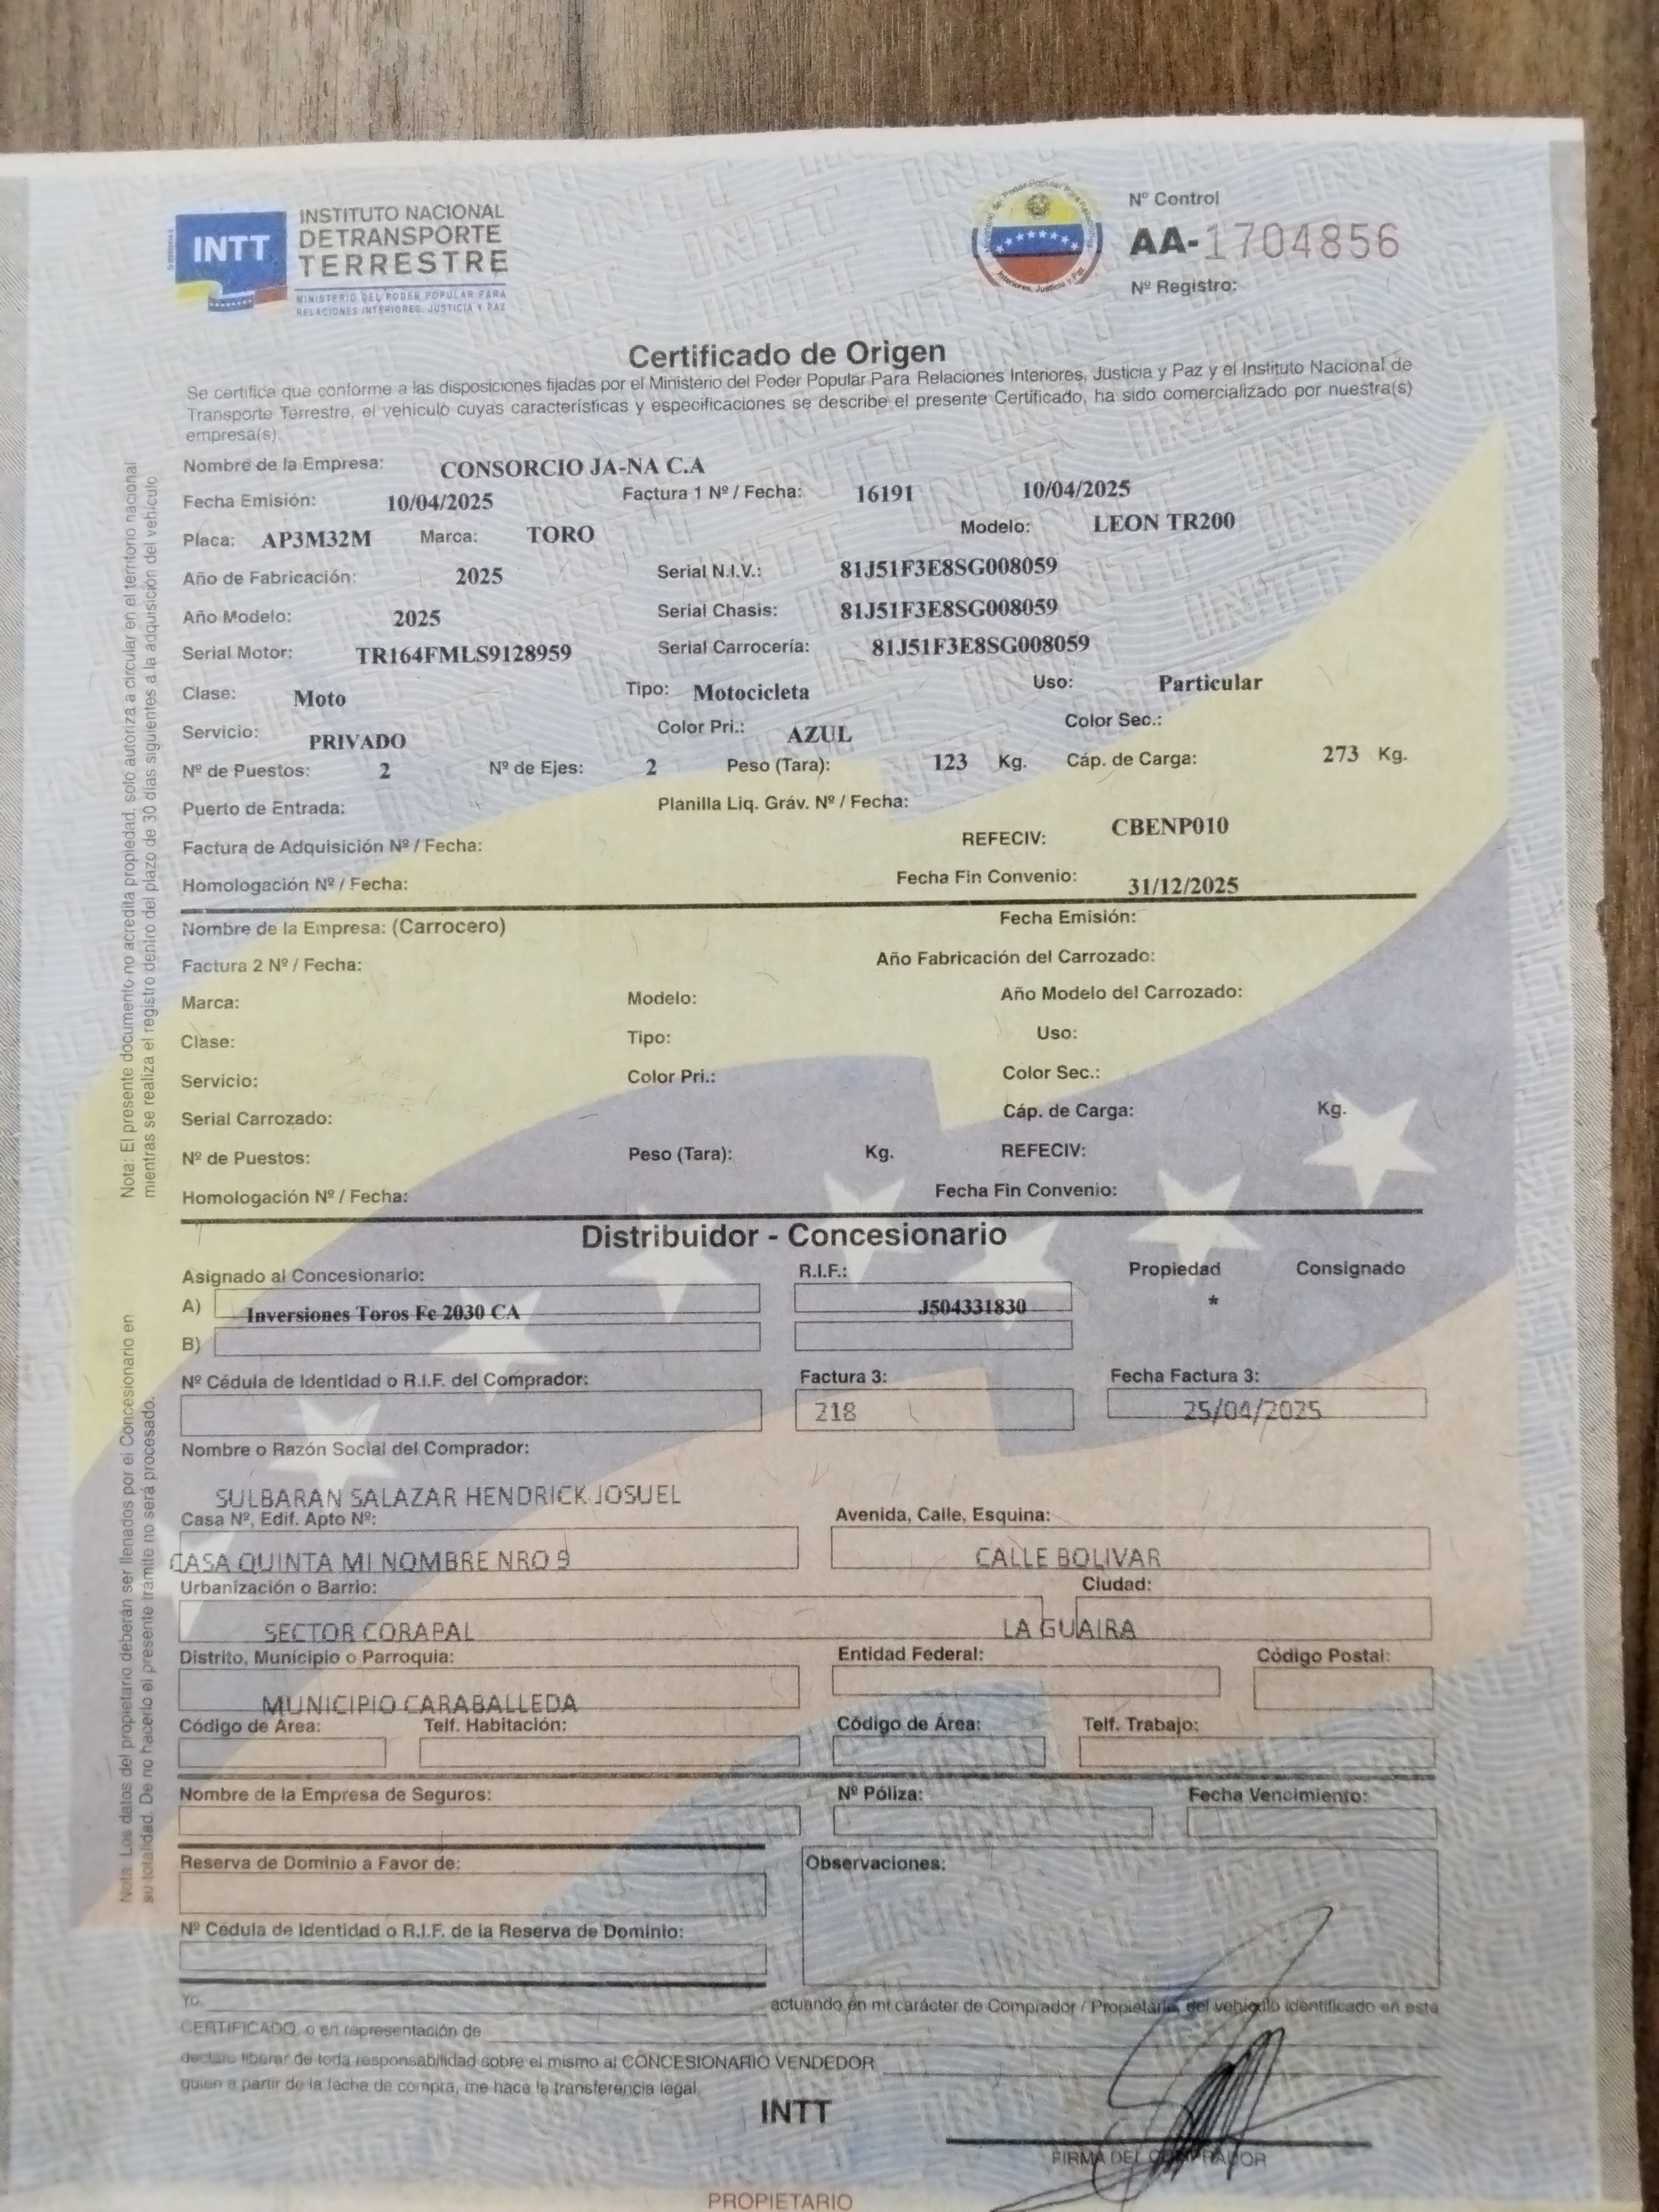 INTT
INSTITUTO NACIONAL
DETRANSPORTE
TERRESTRE
MINISTERIO DEL PODER POPULAR PARA
RELACIONES INTERIORES, JUSTICIA Y PAZ
Nº Control
AA-1704856
Nº Registro:
Certificado de Origen
Se certifica que conforme a las disposiciones fijadas por el Ministerio del Poder Popular Para Relaciones Interiores, Justicia y Paz y el Instituto Nacional de
Transporte Terrestre, el vehículo cuyas características y especificaciones se describe el presente Certificado, ha sido comercializado por nuestra(s)
empresa(s).
Nombre de la Empresa: CONSORCIO JA-NA C.A
Fecha Emisión: 10/04/2025 Factura 1 Nº / Fecha: 16191 10/04/2025
Placa: AP3M32M Marca: TORO Modelo: LEON TR200
Año de Fabricación: 2025 Serial N.I.V.: 81J51F3E8SG008059
Año Modelo: 2025 Serial Chasis: 81J51F3E8SG008059
Serial Motor: TR164FMLS9128959 Serial Carrocería: 81J51F3E8SG008059
Clase: Moto Tipo: Motocicleta Uso: Particular
Servicio: PRIVADO Color Pri.: AZUL Color Sec.:
Nº de Puestos: 2 Nº de Ejes: 2 Peso (Tara): 123 Kg. Cáp. de Carga: 273 Kg.
Puerto de Entrada: Planilla Liq. Gráv. Nº / Fecha:
Factura de Adquisición Nº / Fecha: REFECIV: CBENP010
Homologación Nº / Fecha: Fecha Fin Convenio: 31/12/2025
Nombre de la Empresa: (Carrocero) Fecha Emisión:
Factura 2 Nº / Fecha: Año Fabricación del Carrozado:
Marca: Modelo: Año Modelo del Carrozado:
Clase: Tipo: Uso:
Servicio: Color Pri.: Color Sec.:
Serial Carrozado: Cáp. de Carga: Kg.
Nº de Puestos: Peso (Tara): Kg. REFECIV:
Homologación Nº / Fecha: Fecha Fin Convenio:
Nota: El presente documento no acredita propiedad, solo autoriza a circular en el territorio nacional
mientras se realiza el registro dentro del plazo de 30 días siguientes a la adquisición del vehículo
Distribuidor - Concesionario
Asignado al Concesionario: R.I.F.: Propiedad Consignado
A) Inversiones Toros Fe 2030 CA J504331830 *
B)
Nº Cédula de Identidad o R.I.F. del Comprador: Factura 3: Fecha Factura 3:
218 25/04/2025
Nombre o Razón Social del Comprador:
SULBARAN SALAZAR HENDRICK JOSUEL
Casa Nº, Edif. Apto Nº: Avenida, Calle, Esquina:
CASA QUINTA MI NOMBRE NRO 9 CALLE BOLIVAR
Urbanización o Barrio: Ciudad:
SECTOR CORAPAL LA GUAIRA
Distrito, Municipio o Parroquia: Entidad Federal: Código Postal:
MUNICIPIO CARABALLEDA
Código de Área: Telf. Habitación: Código de Área: Telf. Trabajo:
Nombre de la Empresa de Seguros: Nº Póliza: Fecha Vencimiento:
Reserva de Dominio a Favor de: Observaciones:
Nº Cédula de Identidad o R.I.F. de la Reserva de Dominio:
Nota: Los datos del propietario deberán ser llenados por el Concesionario en
su totalidad. De no hacerlo el presente trámite no será procesado.
Yo, actuando en mi carácter de Comprador / Propietario, del vehículo identificado en este
CERTIFICADO, o en representación de
declaro liberar de toda responsabilidad sobre el mismo al CONCESIONARIO VENDEDOR
quien a partir de la fecha de compra, me hace la transferencia legal.
INTT
FIRMA DEL COMPRADOR
PROPIETARIO